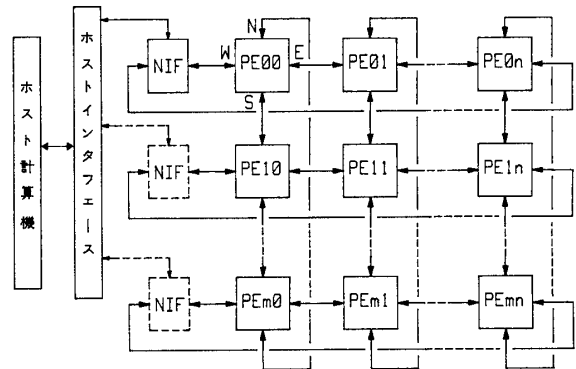 ホスト計算機
ホストインタフェース
N
W
E
S
NIF
PE00
PE01
PE0n
NIF
PE10
PE11
PE1n
NIF
PEm0
PEm1
PEmn